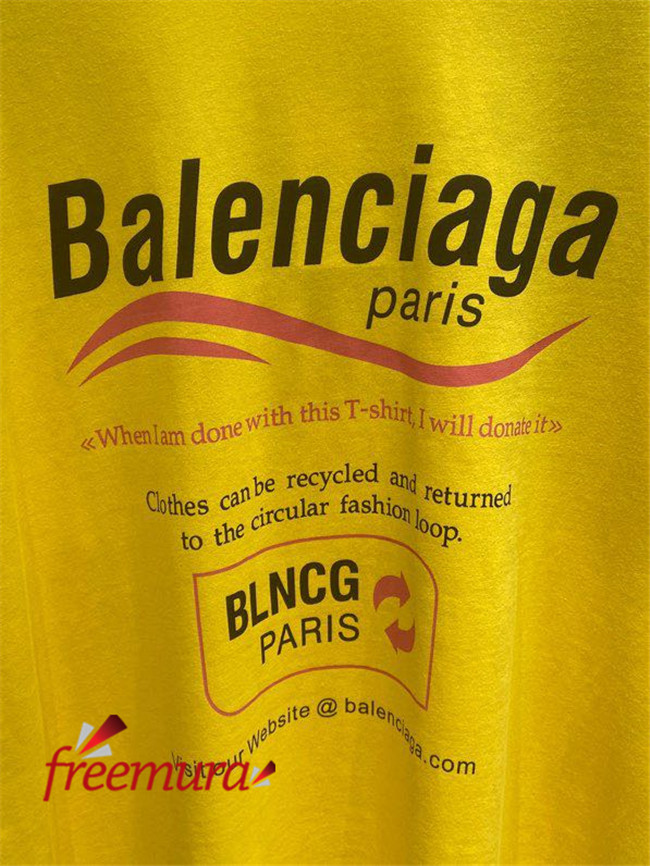 Balenciaga
paris
«When I am done with this T-shirt, I will donate it»
Clothes can be recycled and returned
to the circular fashion loop.
BLNCG
PARIS
Visit our Website @ balenciaga.com
freemura